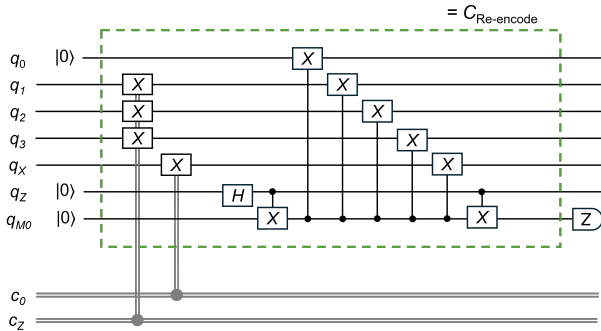 = C_Re-encode
q_0 |0⟩ X
q_1 X X
q_2 X X
q_3 X X
q_X X X
q_Z |0⟩ H
q_M0 |0⟩ X X Z
c_0
c_Z